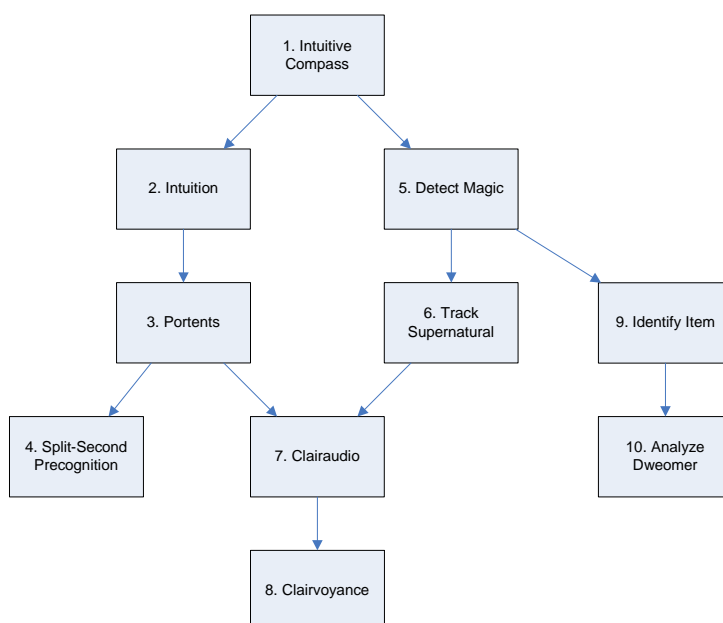 1. Intuitive
Compass
2. Intuition
5. Detect Magic
3. Portents
6. Track
Supernatural
9. Identify Item
4. Split-Second
Precognition
7. Clairaudio
10. Analyze
Dweomer
8. Clairvoyance